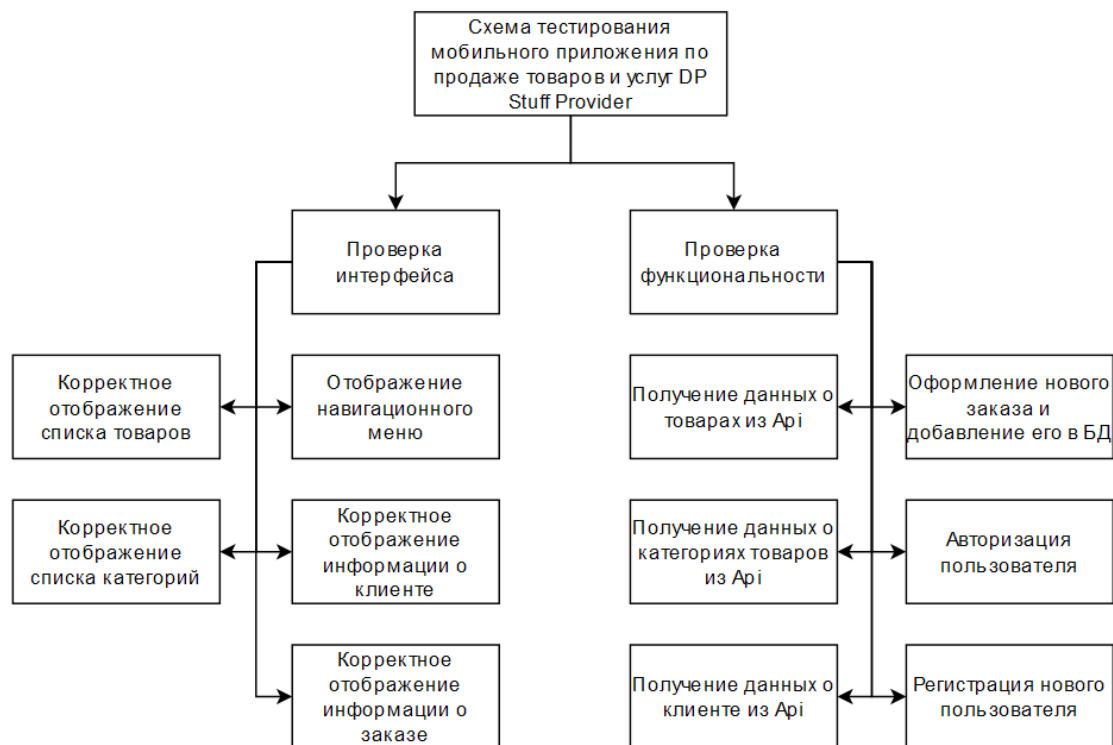 Схема тестирования
мобильного приложения по
продаже товаров и услуг DP
Stuff Provider
Проверка
интерфейса
Проверка
функциональности
Корректное
отображение
списка товаров
Отображение
навигационного
меню
Получение данных о
товарах из Api
Оформление нового
заказа и
добавление его в БД
Корректное
отображение
списка категорий
Корректное
отображение
информации о
клиенте
Получение данных о
категориях товаров
из Api
Авторизация
пользователя
Корректное
отображение
информации о
заказе
Получение данных о
клиенте из Api
Регистрация нового
пользователя